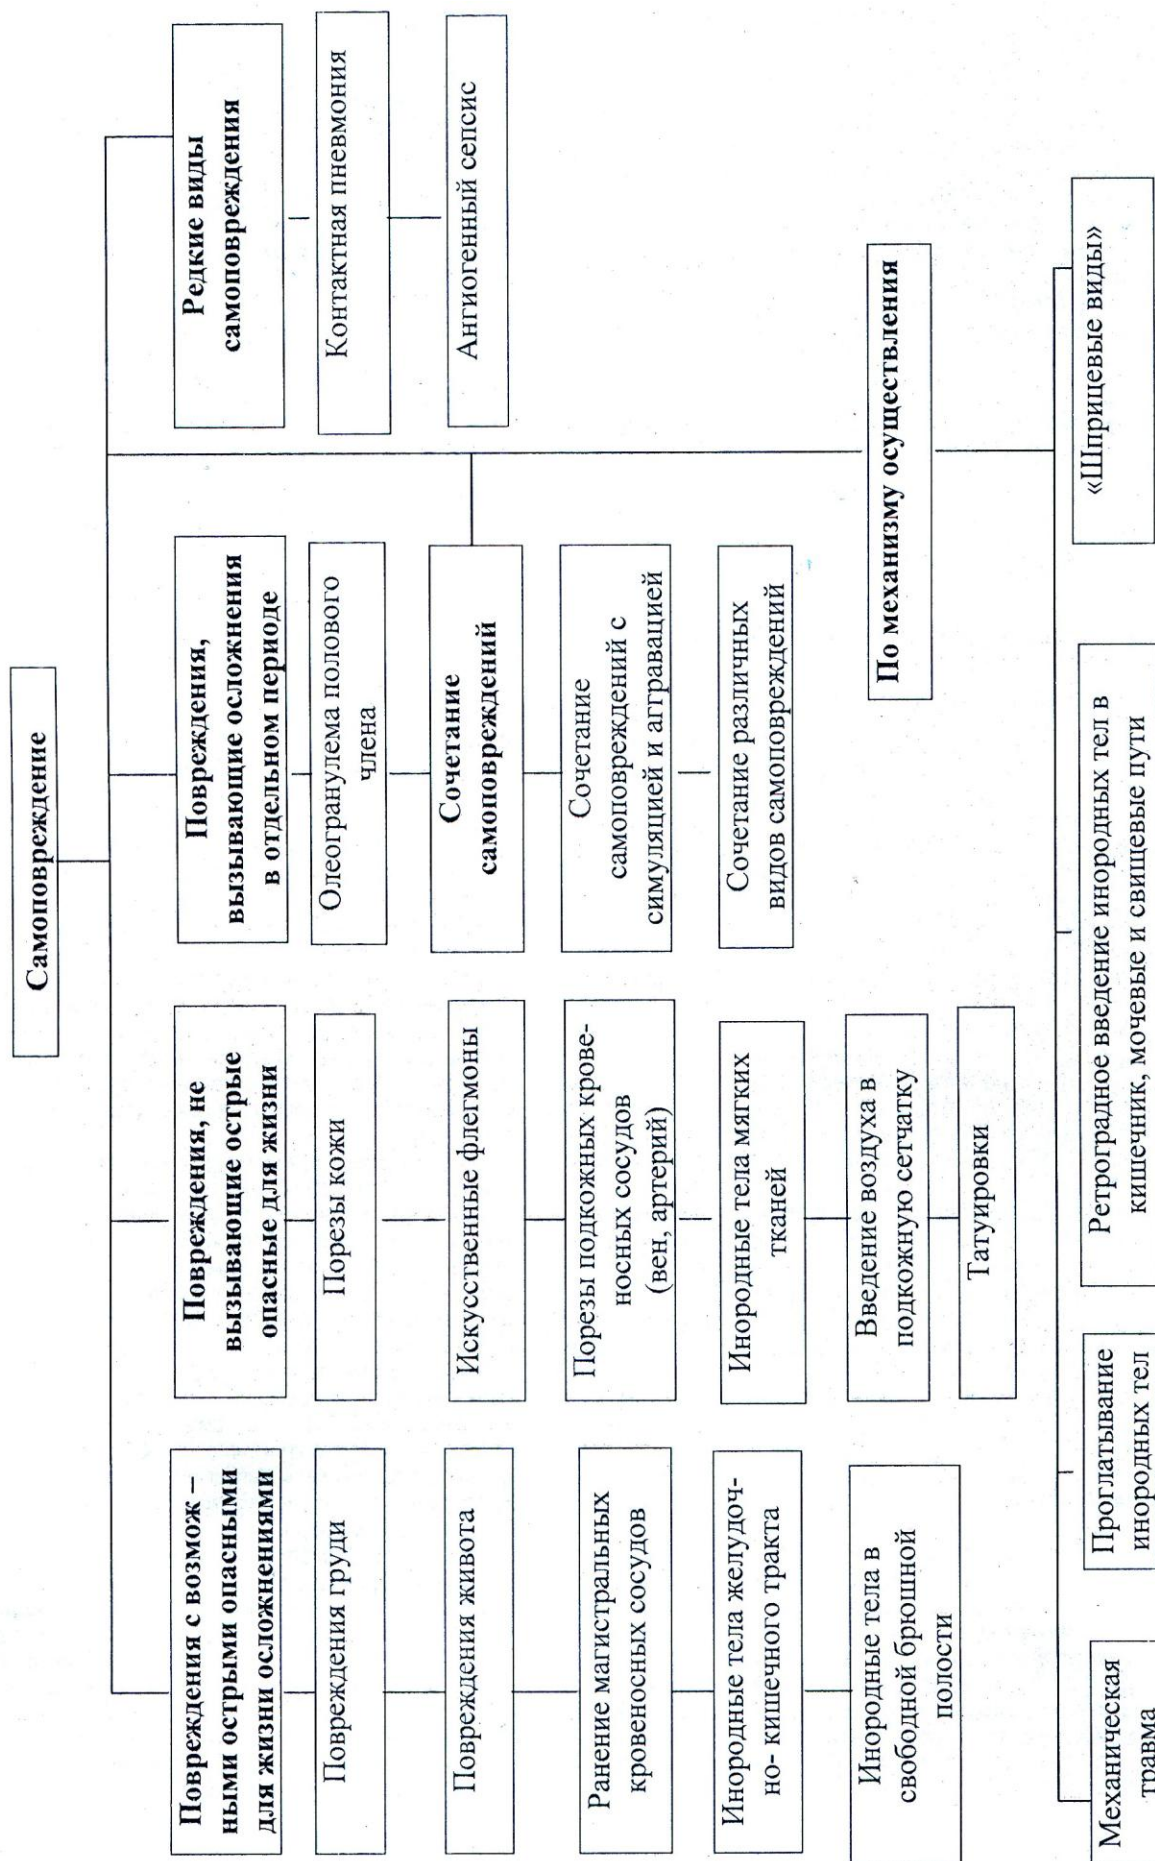 Самоповреждение
Повреждения с возмож –
ными острыми опасными
для жизни осложнениями
Повреждения груди
Повреждения живота
Ранение магистральных
кровеносных сосудов
Инородные тела желудоч-
но- кишечного тракта
Инородные тела в
свободной брюшной
полости
Повреждения, не
вызывающие острые
опасные для жизни
Порезы кожи
Искусственные флегмоны
Порезы подкожных крове-
носных сосудов
(вен, артерий)
Инородные тела мягких
тканей
Введение воздуха в
подкожную сетчатку
Татуировки
Повреждения,
вызывающие осложнения
в отдельном периоде
Олеогранулема полового
члена
Сочетание
самоповреждений
Сочетание
самоповреждений с
симуляцией и аггравацией
Сочетание различных
видов самоповреждений
Редкие виды
самоповреждения
Контактная пневмония
Ангиогенный сепсис
По механизму осуществления
Механическая
травма
Проглатывание
инородных тел
Ретроградное введение инородных тел в
кишечник, мочевые и свищевые пути
«Шприцевые виды»